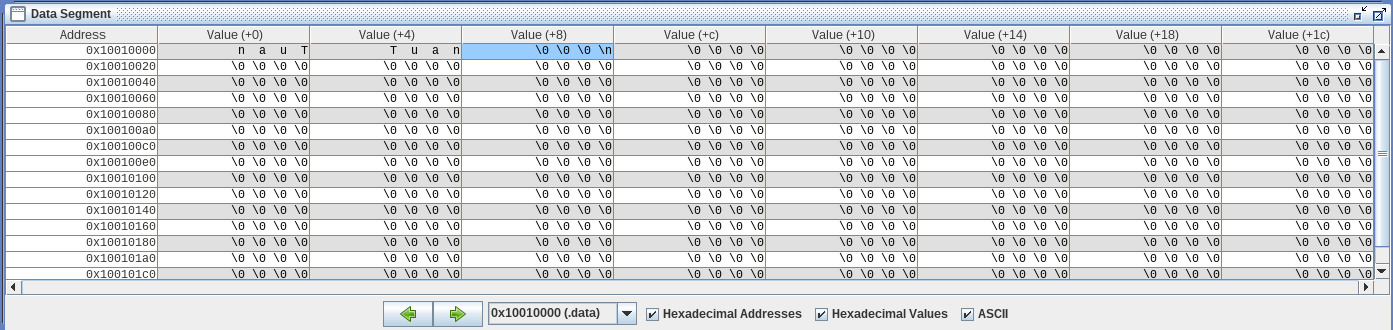 Data Segment
Address Value (+0) Value (+4) Value (+8) Value (+c) Value (+10) Value (+14) Value (+18) Value (+1c)
0x10010000 n a u T T u a n \0 \0 \0 \n \0 \0 \0 \0 \0 \0 \0 \0 \0 \0 \0 \0 \0 \0 \0 \0 \0 \0 \0 \0
0x10010020 \0 \0 \0 \0 \0 \0 \0 \0 \0 \0 \0 \0 \0 \0 \0 \0 \0 \0 \0 \0 \0 \0 \0 \0 \0 \0 \0 \0 \0 \0 \0 \0
0x10010040 \0 \0 \0 \0 \0 \0 \0 \0 \0 \0 \0 \0 \0 \0 \0 \0 \0 \0 \0 \0 \0 \0 \0 \0 \0 \0 \0 \0 \0 \0 \0 \0
0x10010060 \0 \0 \0 \0 \0 \0 \0 \0 \0 \0 \0 \0 \0 \0 \0 \0 \0 \0 \0 \0 \0 \0 \0 \0 \0 \0 \0 \0 \0 \0 \0 \0
0x10010080 \0 \0 \0 \0 \0 \0 \0 \0 \0 \0 \0 \0 \0 \0 \0 \0 \0 \0 \0 \0 \0 \0 \0 \0 \0 \0 \0 \0 \0 \0 \0 \0
0x100100a0 \0 \0 \0 \0 \0 \0 \0 \0 \0 \0 \0 \0 \0 \0 \0 \0 \0 \0 \0 \0 \0 \0 \0 \0 \0 \0 \0 \0 \0 \0 \0 \0
0x100100c0 \0 \0 \0 \0 \0 \0 \0 \0 \0 \0 \0 \0 \0 \0 \0 \0 \0 \0 \0 \0 \0 \0 \0 \0 \0 \0 \0 \0 \0 \0 \0 \0
0x100100e0 \0 \0 \0 \0 \0 \0 \0 \0 \0 \0 \0 \0 \0 \0 \0 \0 \0 \0 \0 \0 \0 \0 \0 \0 \0 \0 \0 \0 \0 \0 \0 \0
0x10010100 \0 \0 \0 \0 \0 \0 \0 \0 \0 \0 \0 \0 \0 \0 \0 \0 \0 \0 \0 \0 \0 \0 \0 \0 \0 \0 \0 \0 \0 \0 \0 \0
0x10010120 \0 \0 \0 \0 \0 \0 \0 \0 \0 \0 \0 \0 \0 \0 \0 \0 \0 \0 \0 \0 \0 \0 \0 \0 \0 \0 \0 \0 \0 \0 \0 \0
0x10010140 \0 \0 \0 \0 \0 \0 \0 \0 \0 \0 \0 \0 \0 \0 \0 \0 \0 \0 \0 \0 \0 \0 \0 \0 \0 \0 \0 \0 \0 \0 \0 \0
0x10010160 \0 \0 \0 \0 \0 \0 \0 \0 \0 \0 \0 \0 \0 \0 \0 \0 \0 \0 \0 \0 \0 \0 \0 \0 \0 \0 \0 \0 \0 \0 \0 \0
0x10010180 \0 \0 \0 \0 \0 \0 \0 \0 \0 \0 \0 \0 \0 \0 \0 \0 \0 \0 \0 \0 \0 \0 \0 \0 \0 \0 \0 \0 \0 \0 \0 \0
0x100101a0 \0 \0 \0 \0 \0 \0 \0 \0 \0 \0 \0 \0 \0 \0 \0 \0 \0 \0 \0 \0 \0 \0 \0 \0 \0 \0 \0 \0 \0 \0 \0 \0
0x100101c0 \0 \0 \0 \0 \0 \0 \0 \0 \0 \0 \0 \0 \0 \0 \0 \0 \0 \0 \0 \0 \0 \0 \0 \0 \0 \0 \0 \0 \0 \0 \0 \0
0x10010000 (.data) Hexadecimal Addresses Hexadecimal Values ASCII